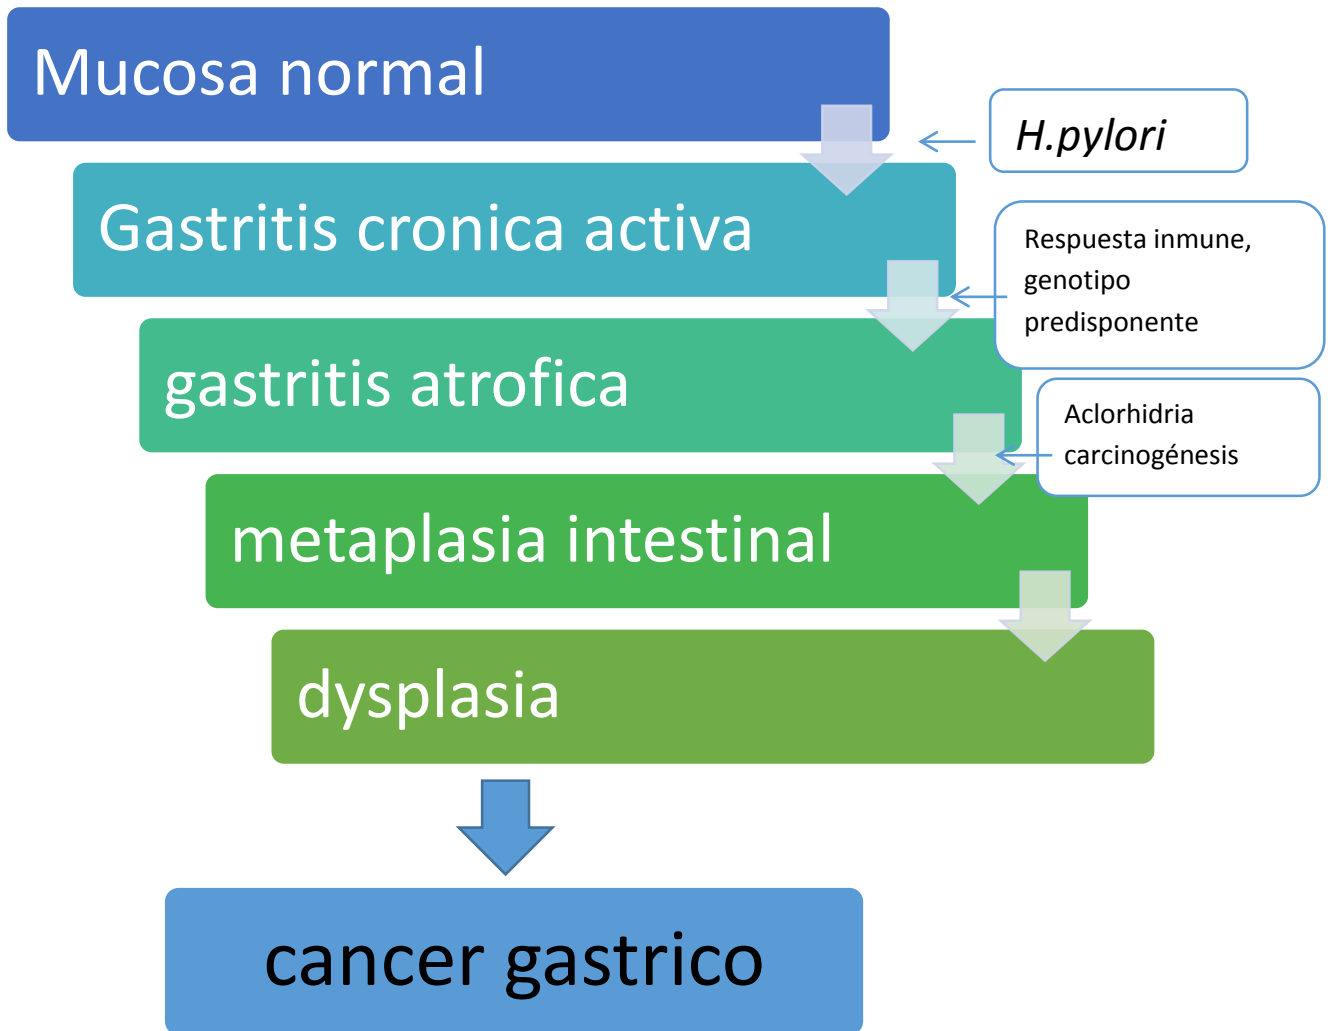 Mucosa normal
H.pylori
Gastritis cronica activa
Respuesta inmune,
genotipo
predisponente
gastritis atrofica
Aclorhidria
carcinogénesis
metaplasia intestinal
dysplasia
cancer gastrico